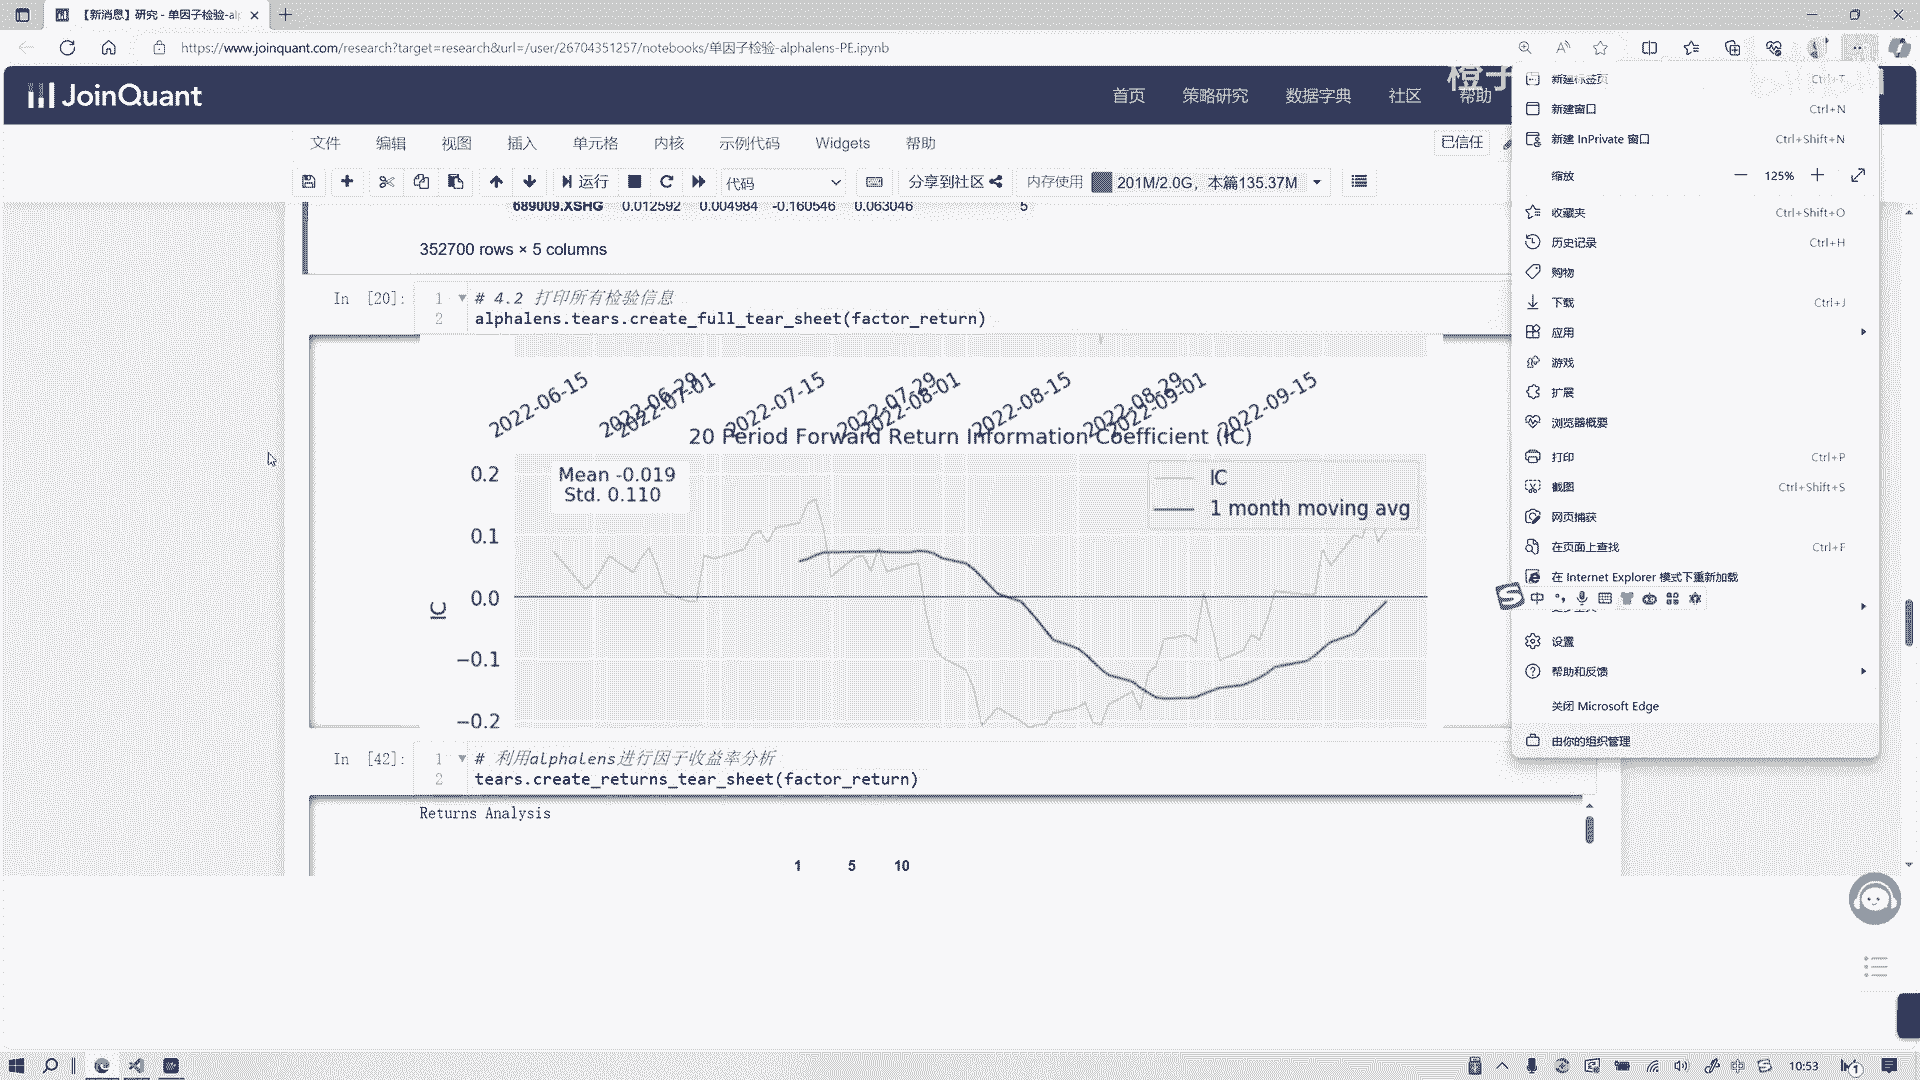 【新消息】研究 - 单因子检验-al
https://www.joinquant.com/research?target=research&url=/user/26704351257/notebooks/单因子检验-alphalens-PE.ipynb
JoinQuant
首页 策略研究 数据字典 社区 帮助
橙子
文件 编辑 视图 插入 单元格 内核 示例代码 Widgets 帮助
已信任
运行 代码 分享到社区 内存使用 201M/2.0G，本篇135.37M
689009.XSHG 0.012592 0.004984 -0.160546 0.063046 5
352700 rows × 5 columns
In [20]:
1 # 4.2 打印所有检验信息
2 alphalens.tears.create_full_tear_sheet(factor_return)
2022-06-15 2022-06-29 2022-07-01 2022-07-15 2022-07-29 2022-08-01 2022-08-15 2022-08-29 2022-09-01 2022-09-15
20 Period Forward Return Information Coefficient (IC)
0.2
Mean -0.019
Std. 0.110
IC
1 month moving avg
0.1
0.0
IC
−0.1
−0.2
In [42]:
1 # 利用alphalens进行因子收益率分析
2 tears.create_returns_tear_sheet(factor_return)
Returns Analysis
1 5 10
新建标签页 Ctrl+T
新建窗口 Ctrl+N
新建 InPrivate 窗口 Ctrl+Shift+N
缩放 125%
收藏夹 Ctrl+Shift+O
历史记录 Ctrl+H
购物
下载 Ctrl+J
应用
游戏
扩展
浏览器概要
打印 Ctrl+P
截图 Ctrl+Shift+S
网页捕获
在页面上查找 Ctrl+F
在 Internet Explorer 模式下重新加载
中
设置
帮助和反馈
关闭 Microsoft Edge
由你的组织管理
10:53
1